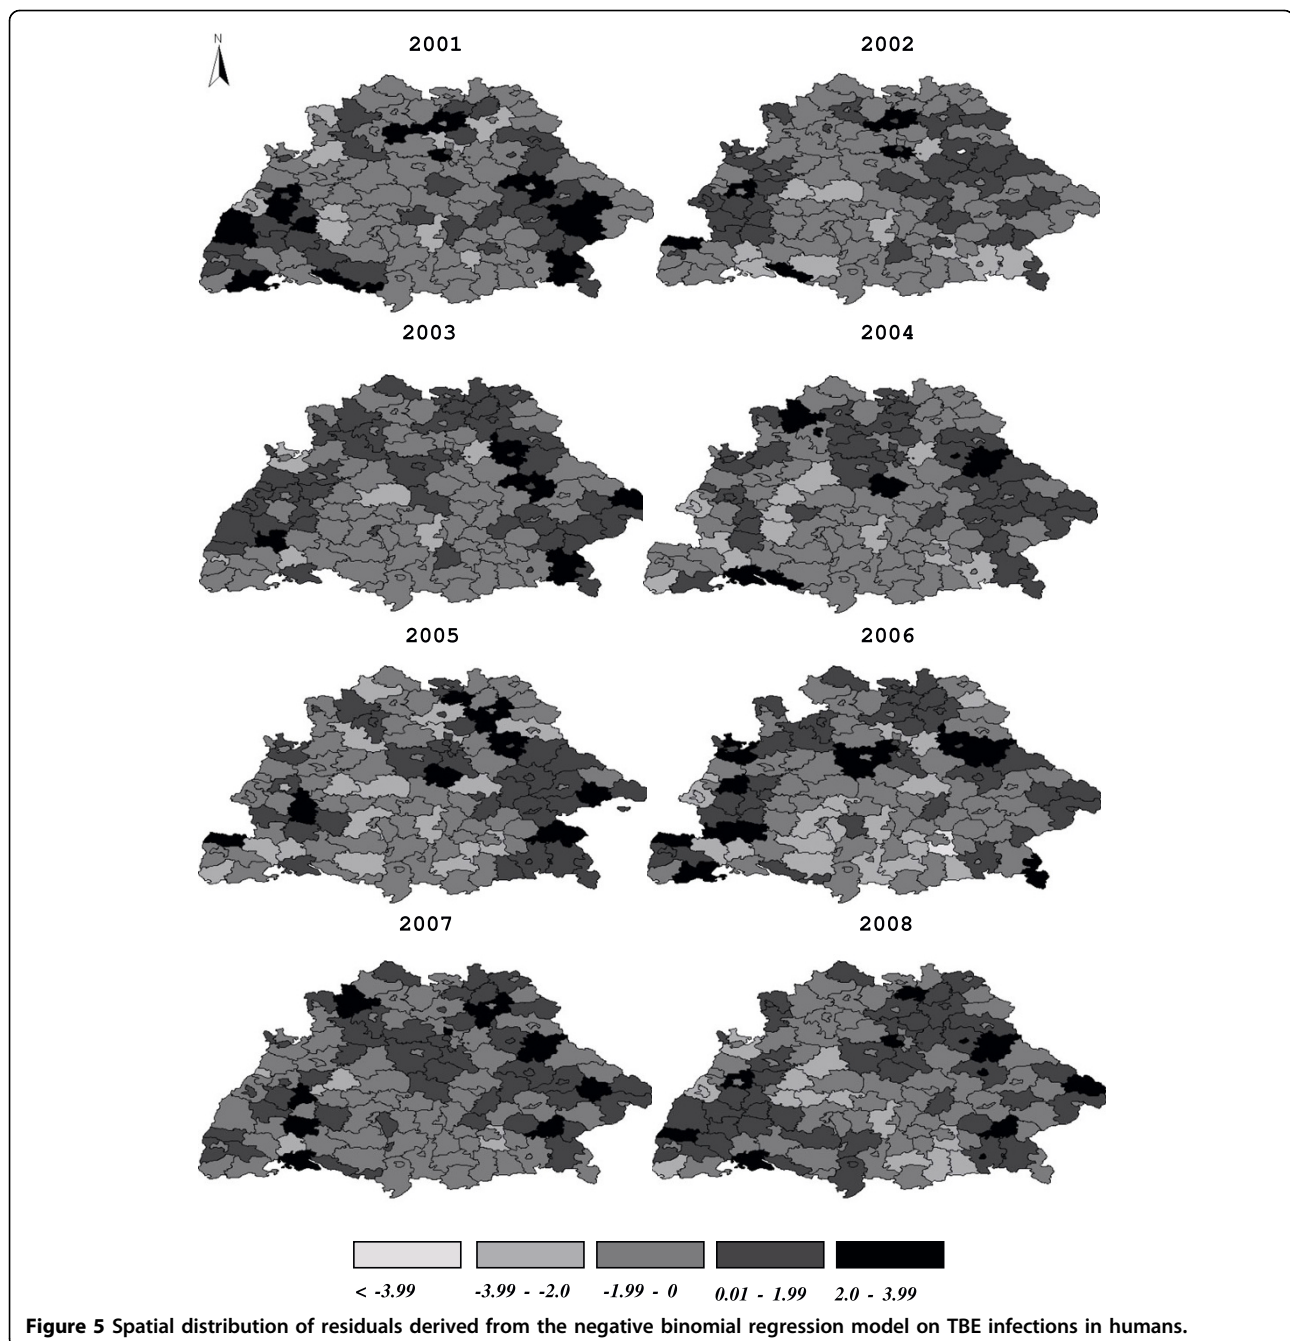 N
2001 2002
2003 2004
2005 2006
2007 2008
< -3.99 -3.99 - -2.0 -1.99 - 0 0.01 - 1.99 2.0 - 3.99
Figure 5 Spatial distribution of residuals derived from the negative binomial regression model on TBE infections in humans.